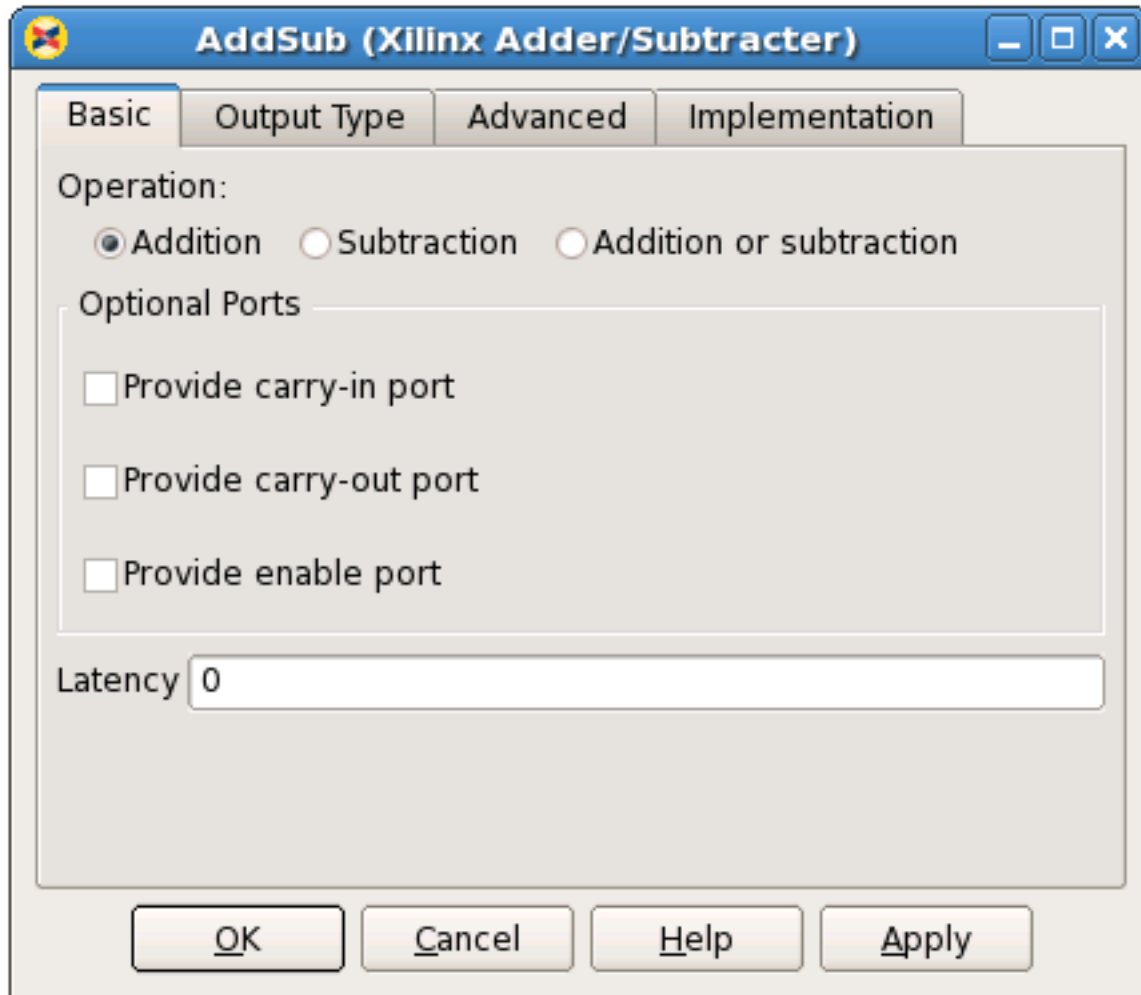 AddSub (Xilinx Adder/Subtracter)
Basic Output Type Advanced Implementation
Operation:
Addition Subtraction Addition or subtraction
Optional Ports
Provide carry-in port
Provide carry-out port
Provide enable port
Latency 0
OK Cancel Help Apply